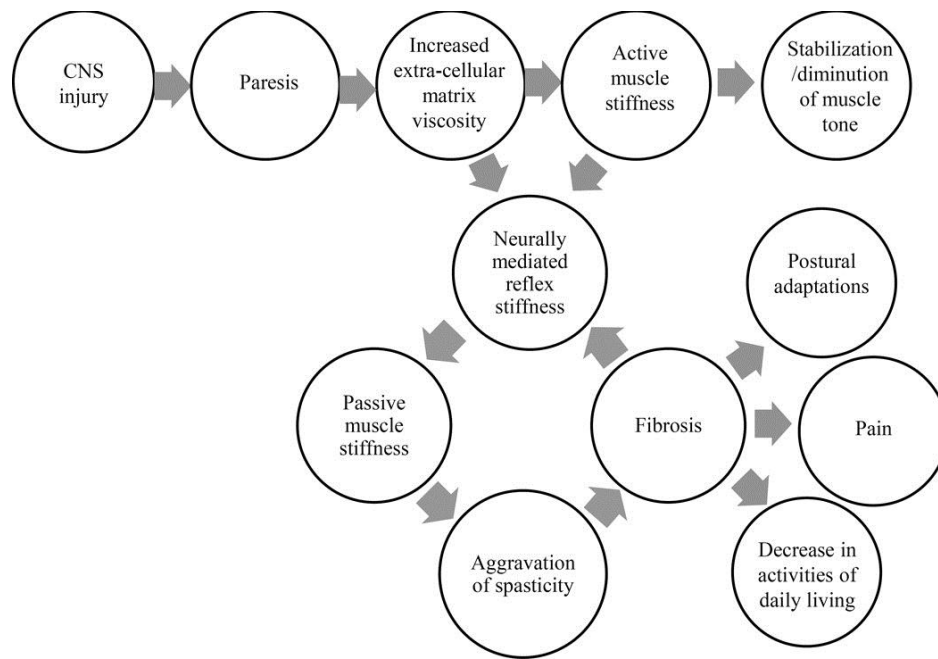 CNS
injury
Paresis
Increased
extra-cellular
matrix
viscosity
Active
muscle
stiffness
Stabilization
/diminution
of muscle
tone
Neurally
mediated
reflex
stiffness
Postural
adaptations
Passive
muscle
stiffness
Fibrosis
Pain
Aggravation
of spasticity
Decrease in
activities of
daily living